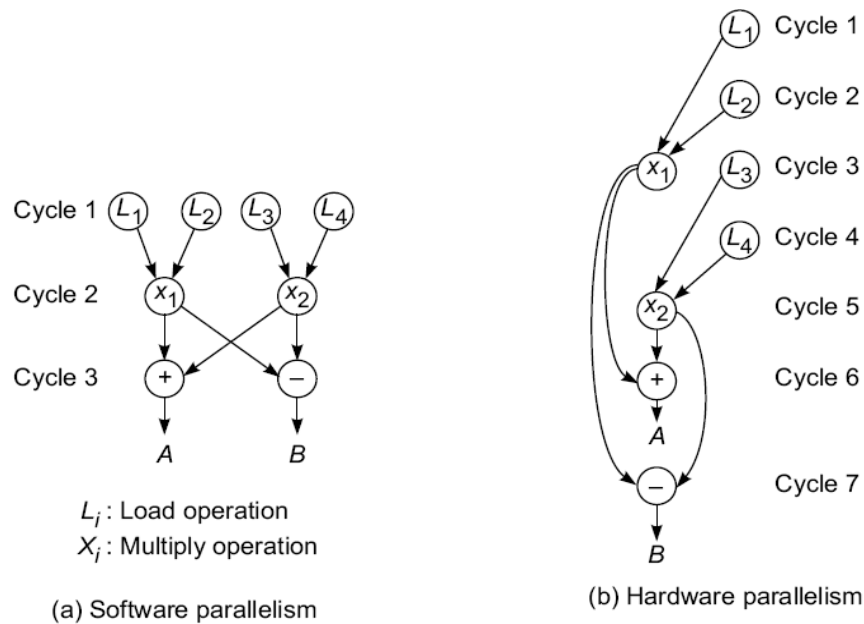 Cycle 1 L1 L2 L3 L4
Cycle 2 x1 x2
Cycle 3 + −
A B
Li : Load operation
Xi : Multiply operation
(a) Software parallelism
L1 Cycle 1
L2 Cycle 2
x1 L3 Cycle 3
L4 Cycle 4
x2 Cycle 5
+ Cycle 6
A
− Cycle 7
B
(b) Hardware parallelism